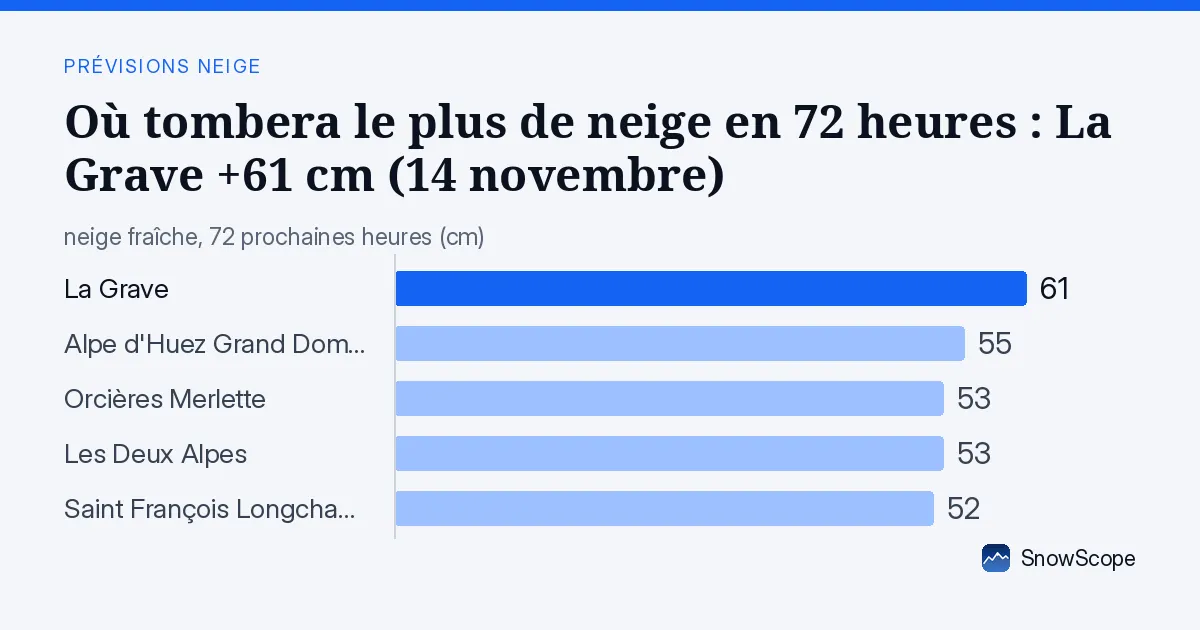 PRÉVISIONS NEIGE
Où tombera le plus de neige en 72 heures : La
Grave +61 cm (14 novembre)
neige fraîche, 72 prochaines heures (cm)
La Grave 61
Alpe d'Huez Grand Dom... 55
Orcières Merlette 53
Les Deux Alpes 53
Saint François Longcha... 52
SnowScope